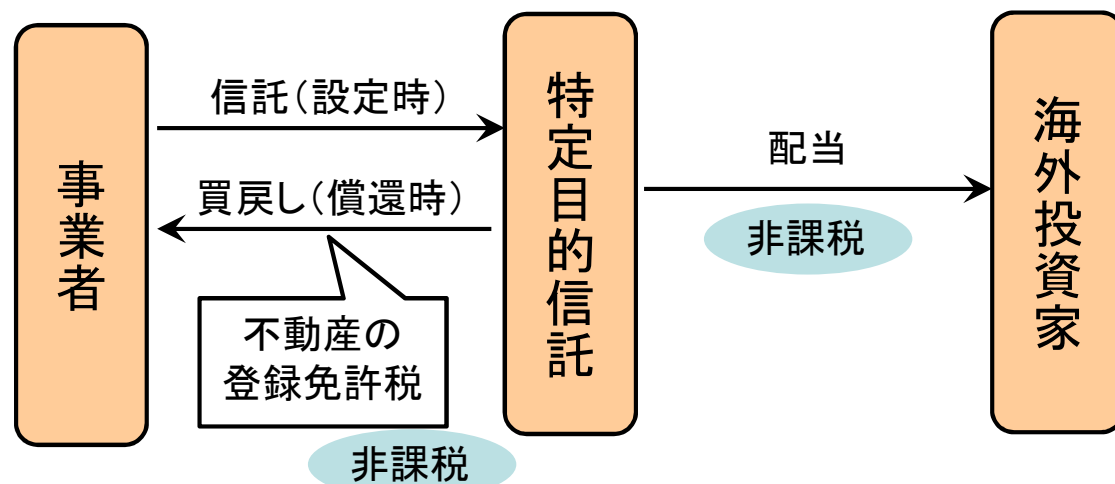 事業者
信託(設定時)
買戻し(償還時)
不動産の
登録免許税
非課税
特定目的信託
配当
非課税
海外投資家